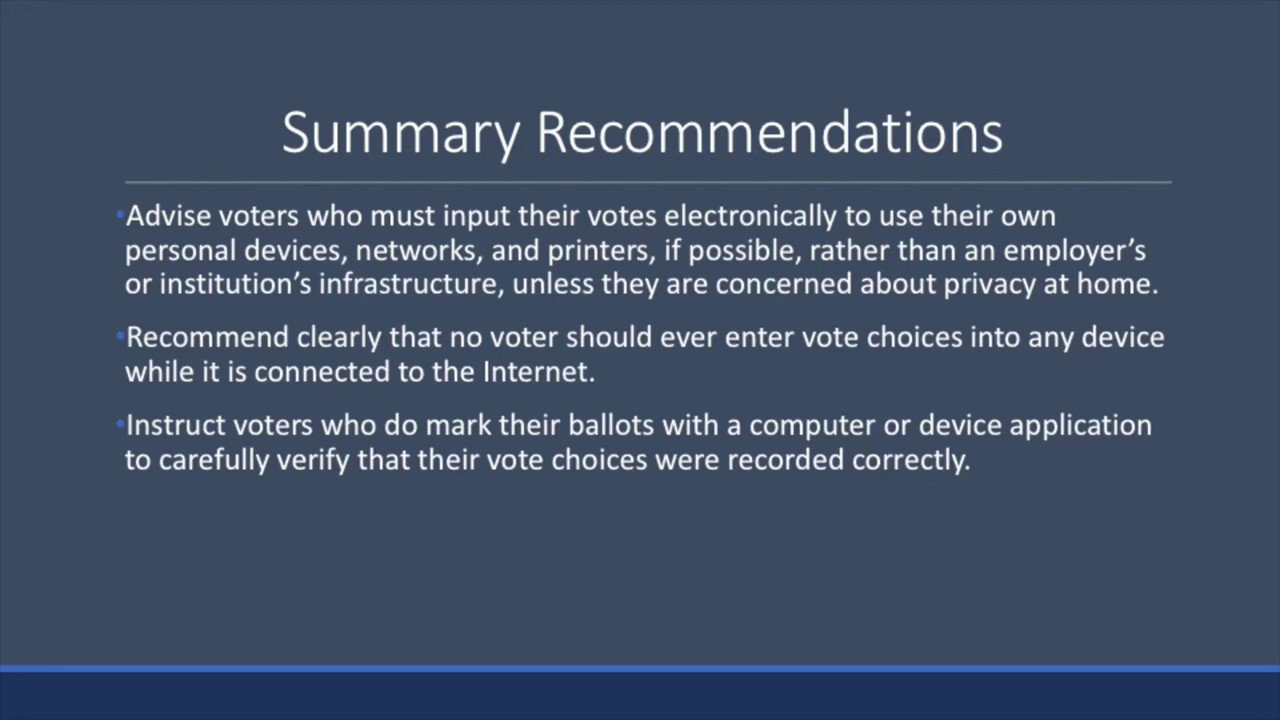 Summary Recommendations
•Advise voters who must input their votes electronically to use their own
personal devices, networks, and printers, if possible, rather than an employer’s
or institution’s infrastructure, unless they are concerned about privacy at home.
•Recommend clearly that no voter should ever enter vote choices into any device
while it is connected to the Internet.
•Instruct voters who do mark their ballots with a computer or device application
to carefully verify that their vote choices were recorded correctly.